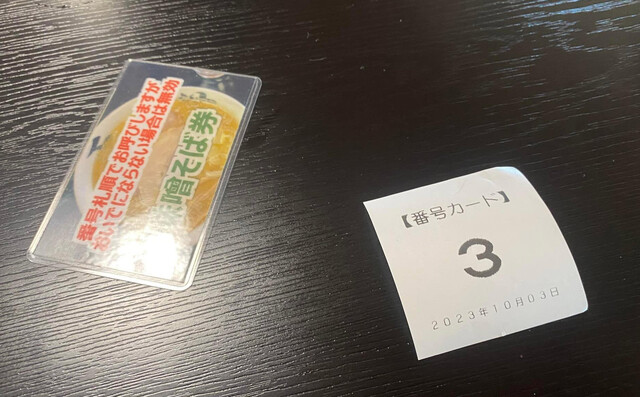 番号札順でお呼びしますが
おいでにならない場合は無効
味噌そば券
【番号カード】
3
2023年10月03日